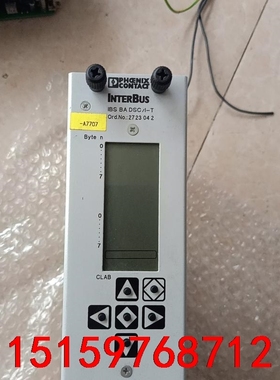 PHOENIX
CONTACT
INTERBUS
IBS BA DSC/I-T
Ord.No.: 27 23 04 2
-A7707
Byte n
0
7
0
7
CLAB
15159768712